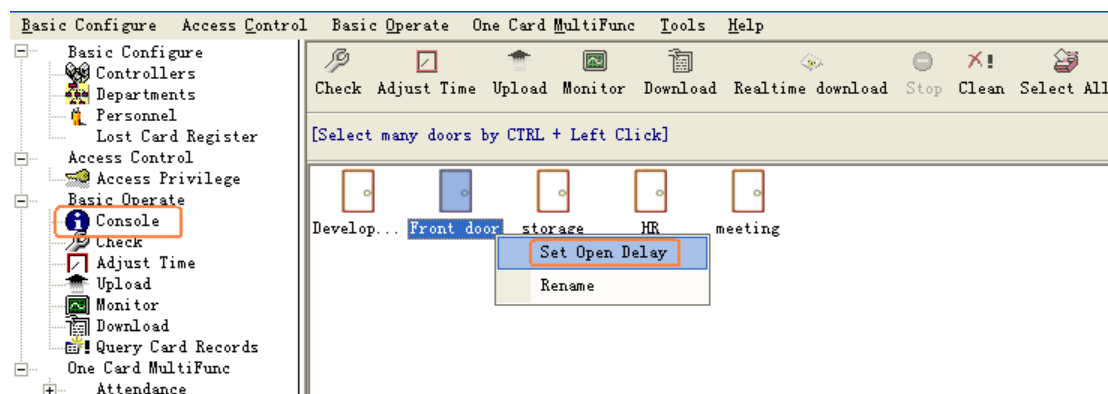 Basic Configure Access Control Basic Operate One Card MultiFunc Tools Help
Basic Configure
Controllers
Departments
Personnel
Lost Card Register
Access Control
Access Privilege
Basic Operate
Console
Check
Adjust Time
Upload
Monitor
Download
Query Card Records
One Card MultiFunc
Attendance
Check Adjust Time Upload Monitor Download Realtime download Stop Clean Select All
[Select many doors by CTRL + Left Click]
Develop... Front door storage HR meeting
Set Open Delay
Rename